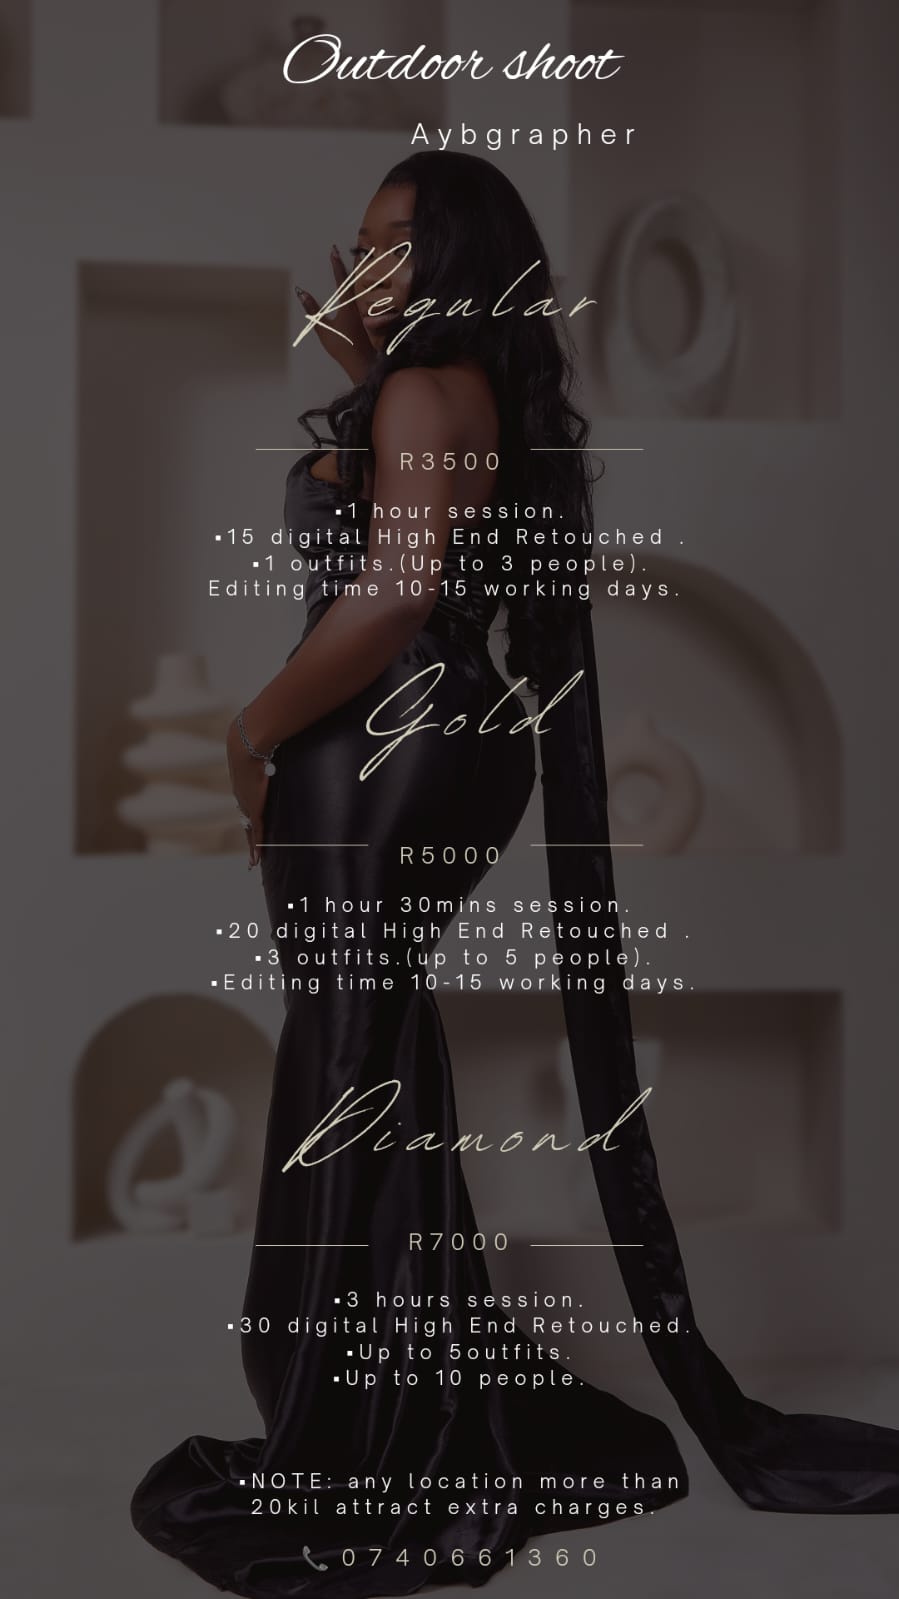 Outdoor shoot
Aybgrapher
Regular
R3500
▪1 hour session.
▪15 digital High End Retouched .
▪1 outfits.(Up to 3 people).
Editing time 10-15 working days.
Gold
R5000
▪1 hour 30mins session.
▪20 digital High End Retouched .
▪3 outfits.(up to 5 people).
▪Editing time 10-15 working days.
Diamond
R7000
▪3 hours session.
▪30 digital High End Retouched.
▪Up to 5outfits.
▪Up to 10 people.
▪NOTE: any location more than
20kil attract extra charges.
📞0740661360